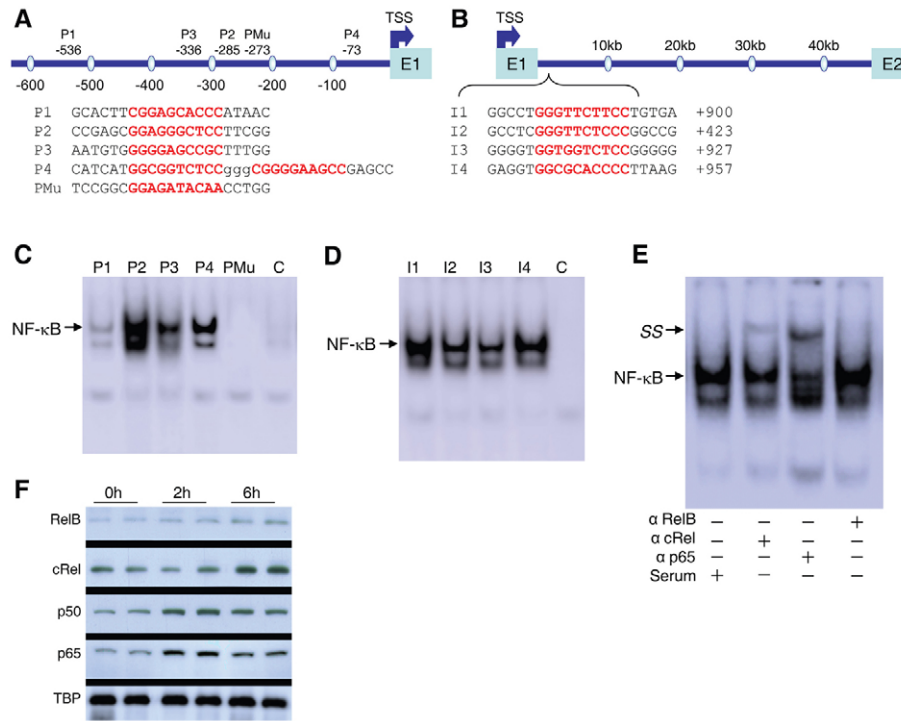 A
P1
-536
P3
-336
P2
-285
PMu
-273
P4
-73
TSS
E1
-600 -500 -400 -300 -200 -100
P1 GCACTTCGGAGCACCCATAAC
P2 CCGAGCGGAGGGCTCCTTCGG
P3 AATGTGGGGGAGCCGCTTTGG
P4 CATCATGGCGGTCTCCgggCGGGGAAGCCGAGCC
PMu TCCGGCGGAGATACAACCTGG
B
TSS
E1
10kb 20kb 30kb 40kb
E2
I1 GGCCTGGGTTCTTCCTGTGA +900
I2 GCCTCGGGTTCTCCCGGCCG +423
I3 GGGGTGGTGGTCTCCGGGGG +927
I4 GAGGTGGCGCACCCCTTAAG +957
C
P1 P2 P3 P4 PMu C
NF-κB
D
I1 I2 I3 I4 C
NF-κB
E
SS
NF-κB
α RelB – – – +
α cRel – + – –
α p65 – – + –
Serum + – – –
F
0h 2h 6h
RelB
cRel
p50
p65
TBP